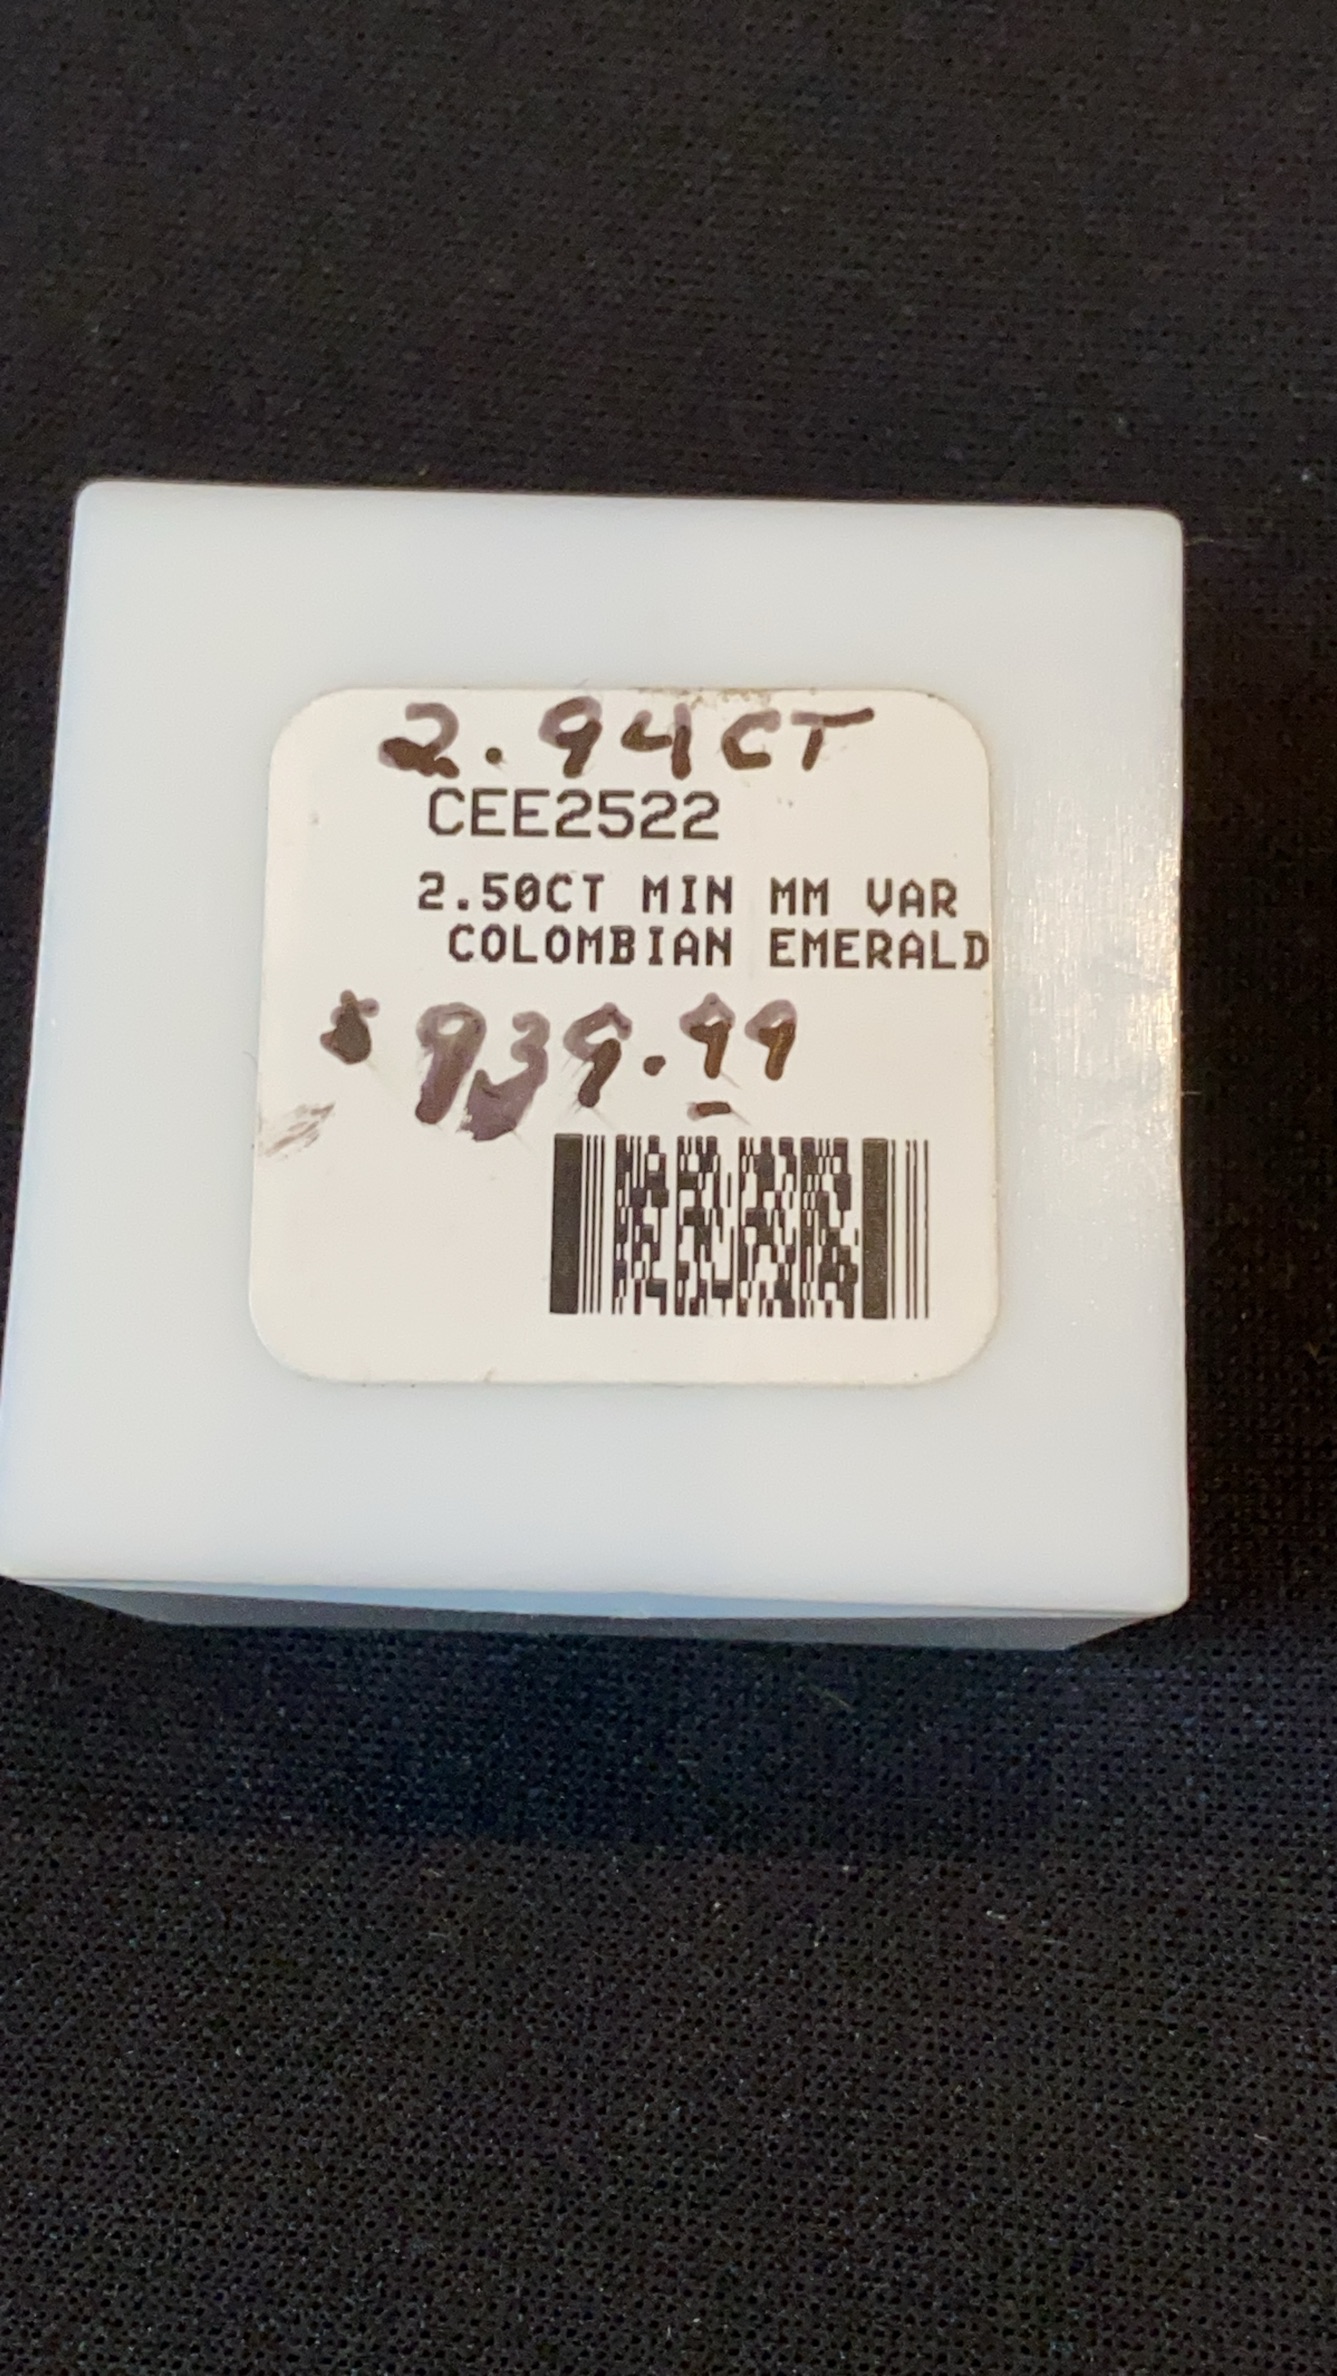 2.94CT
CEE2522
2.50CT MIN MM VAR
COLOMBIAN EMERALD
$939.99